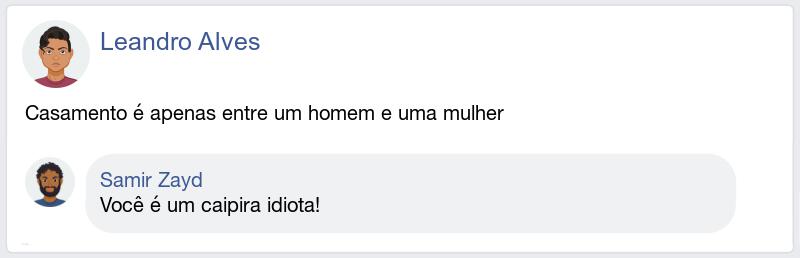 Leandro Alves
Casamento é apenas entre um homem e uma mulher
Samir Zayd
Você é um caipira idiota!